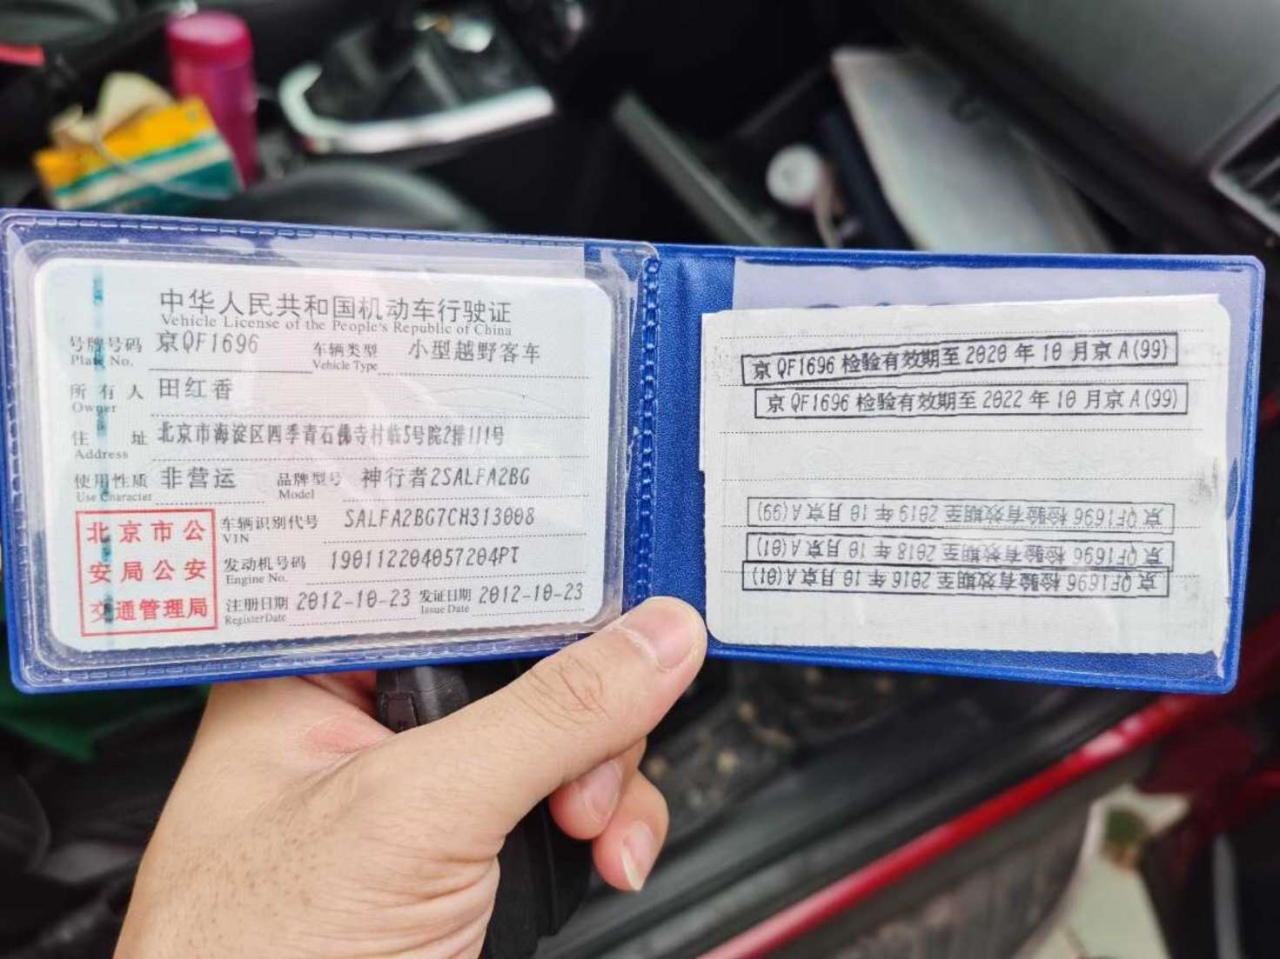 中华人民共和国机动车行驶证
Vehicle License of the People's Republic of China
号牌号码 京QF1696 车辆类型 小型越野客车
Plate No. Vehicle Type
所有人 田红香
Owner
住址 北京市海淀区四季青石佛寺村临5号院2排111号
Address
使用性质 非营运 品牌型号 神行者2SALFA2BG
Use Character Model
北京市公安局公安交通管理局
车辆识别代号 SALFA2BG7CH313008
VIN
发动机号码 190112204057204PT
Engine No.
注册日期 2012-10-23 发证日期 2012-10-23
Register Date Issue Date
京QF1696检验有效期至2020年10月京A(99)
京QF1696检验有效期至2022年10月京A(99)
京QF1696检验有效期至2019年10月京A(99)
京QF1696检验有效期至2018年10月京A(01)
京QF1696检验有效期至2016年10月京A(01)